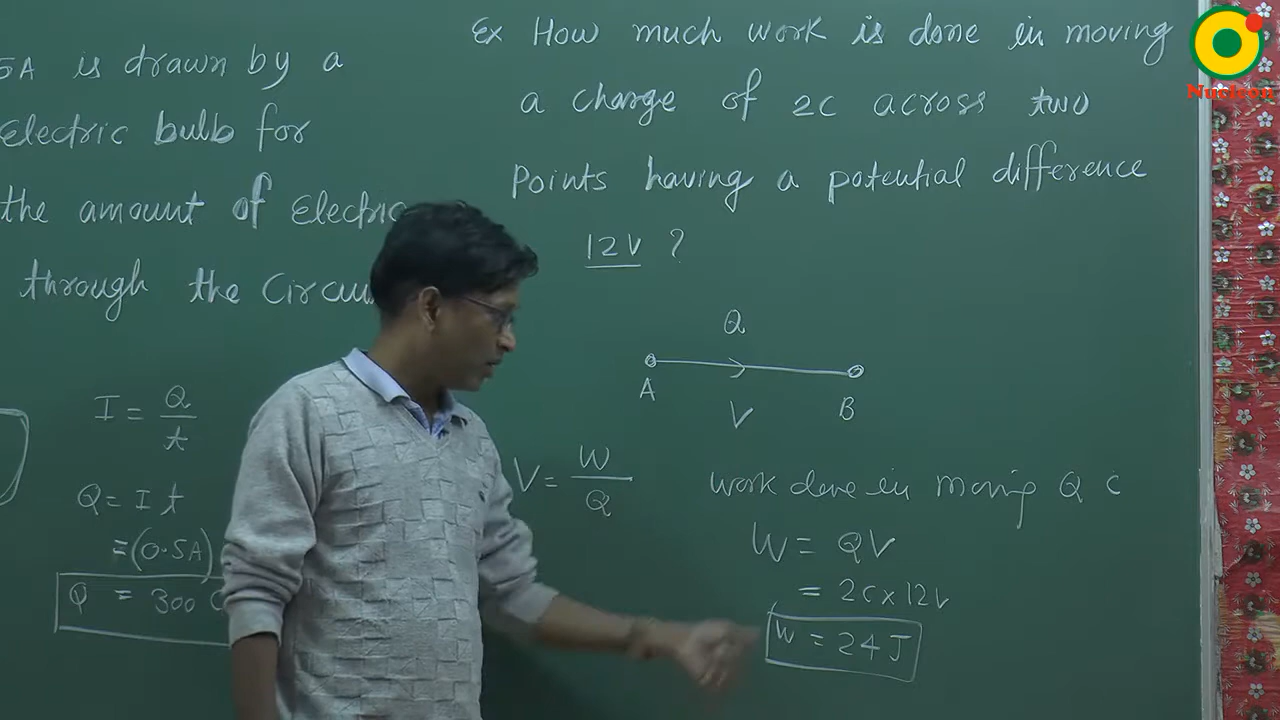 5A is drawn by a
Electric bulb for
the amount of Electric
through the Circui
I = Q/t
Q = I t
= (0.5A)
Q = 300 C
Ex How much work is done in moving
a charge of 2C across two
Points having a potential difference
12V ?
Q
A
B
V
V = W/Q
work done in moving Q C
W = QV
= 2C x 12V
W = 24 J
Nucleon